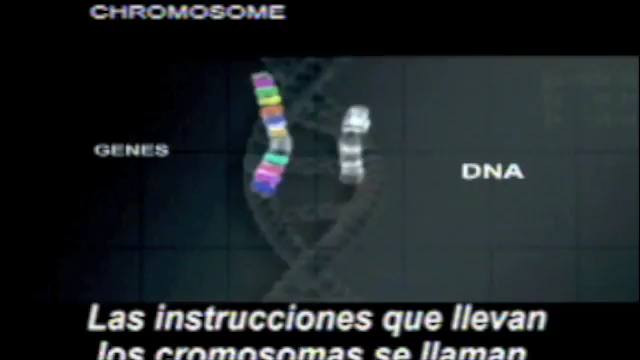 CHROMOSOME
GENES
DNA
Las instrucciones que llevan
los cromosomas se llaman